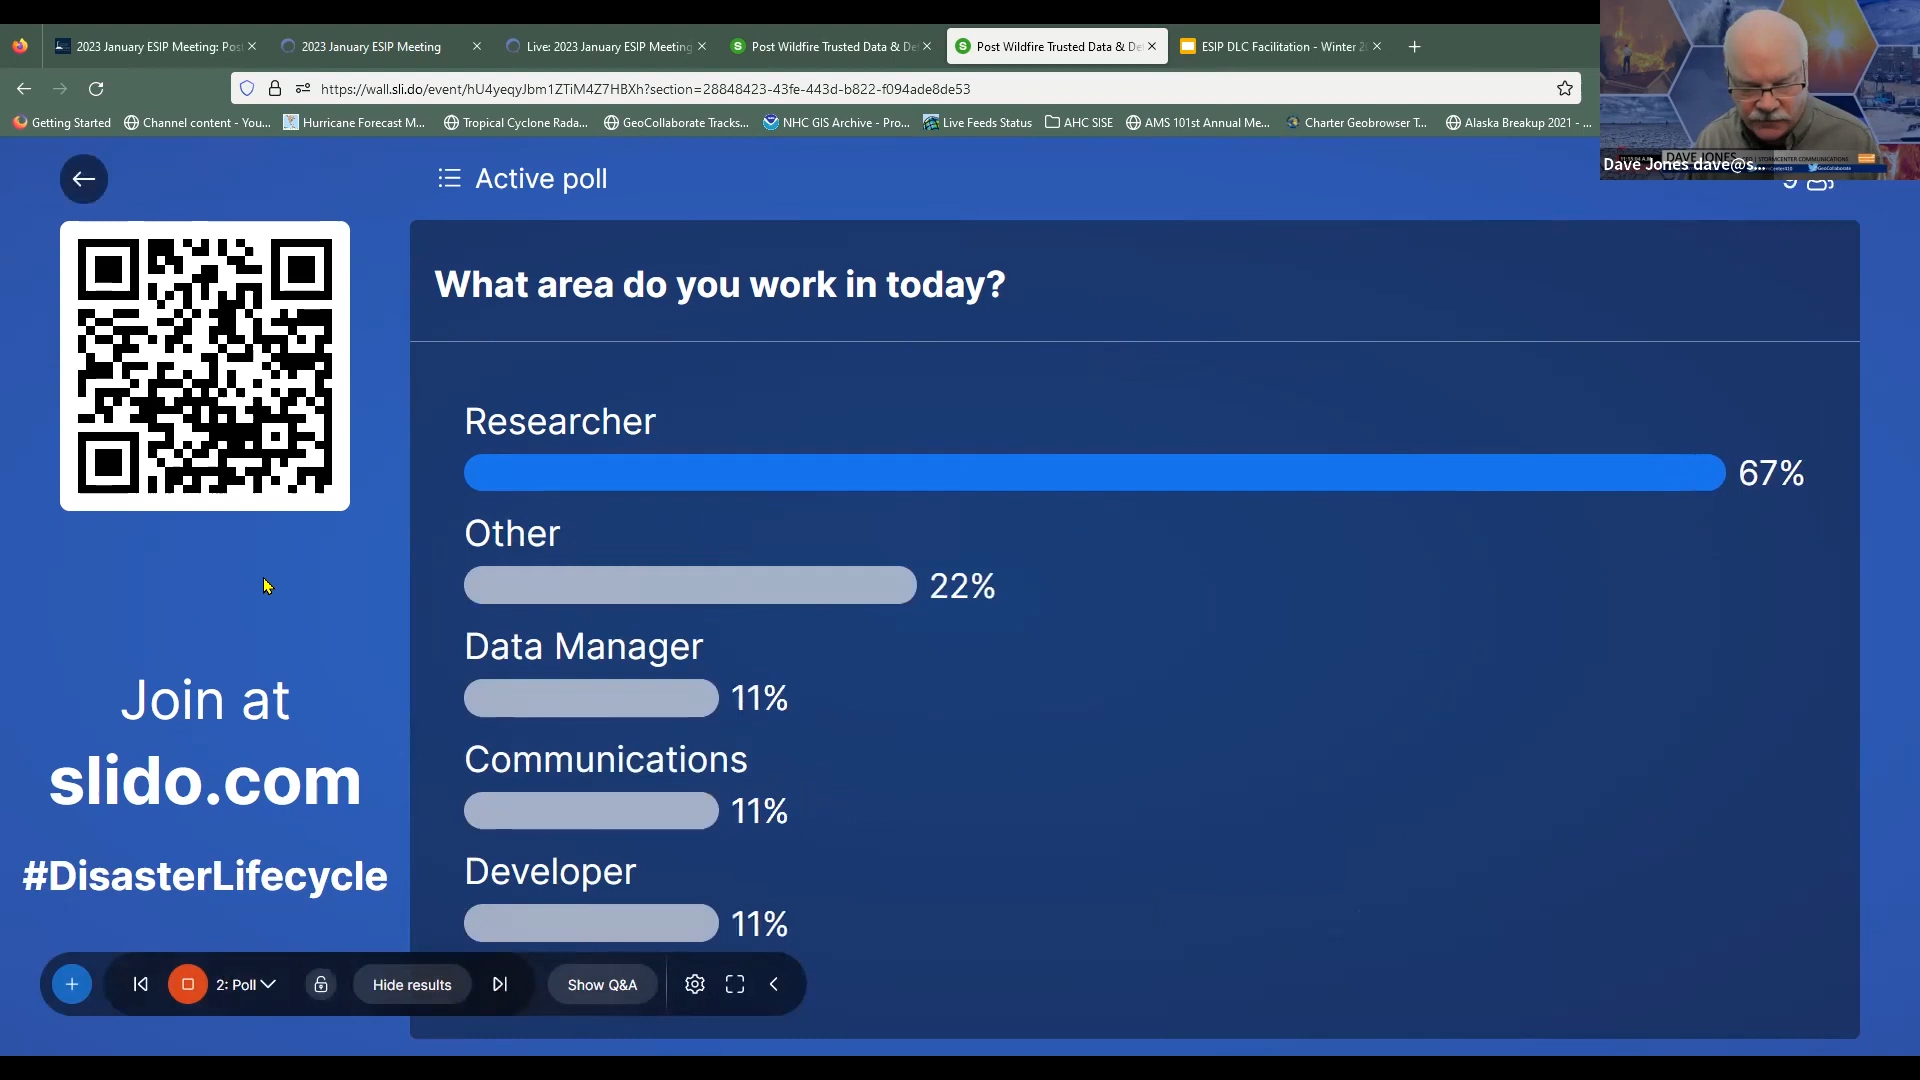 2023 January ESIP Meeting: Pos
2023 January ESIP Meeting
Live: 2023 January ESIP Meeting
Post Wildfire Trusted Data & De
Post Wildfire Trusted Data & De
ESIP DLC Facilitation - Winter 2
https://wall.sli.do/event/hU4yeqyJbm1ZTiM4Z7HBXh?section=28848423-43fe-443d-b822-f094ade8de53
Getting Started
Channel content - You...
Hurricane Forecast M...
Tropical Cyclone Rada...
GeoCollaborate Tracks...
NHC GIS Archive - Pro...
Live Feeds Status
AHC SISE
AMS 101st Annual Me...
Charter Geobrowser T...
Alaska Breakup 2021 - ...
Dave Jones dave@s...
Active poll
9
What area do you work in today?
Researcher
67%
Other
22%
Data Manager
11%
Communications
11%
Developer
11%
Join at
slido.com
#DisasterLifecycle
2: Poll
Hide results
Show Q&A